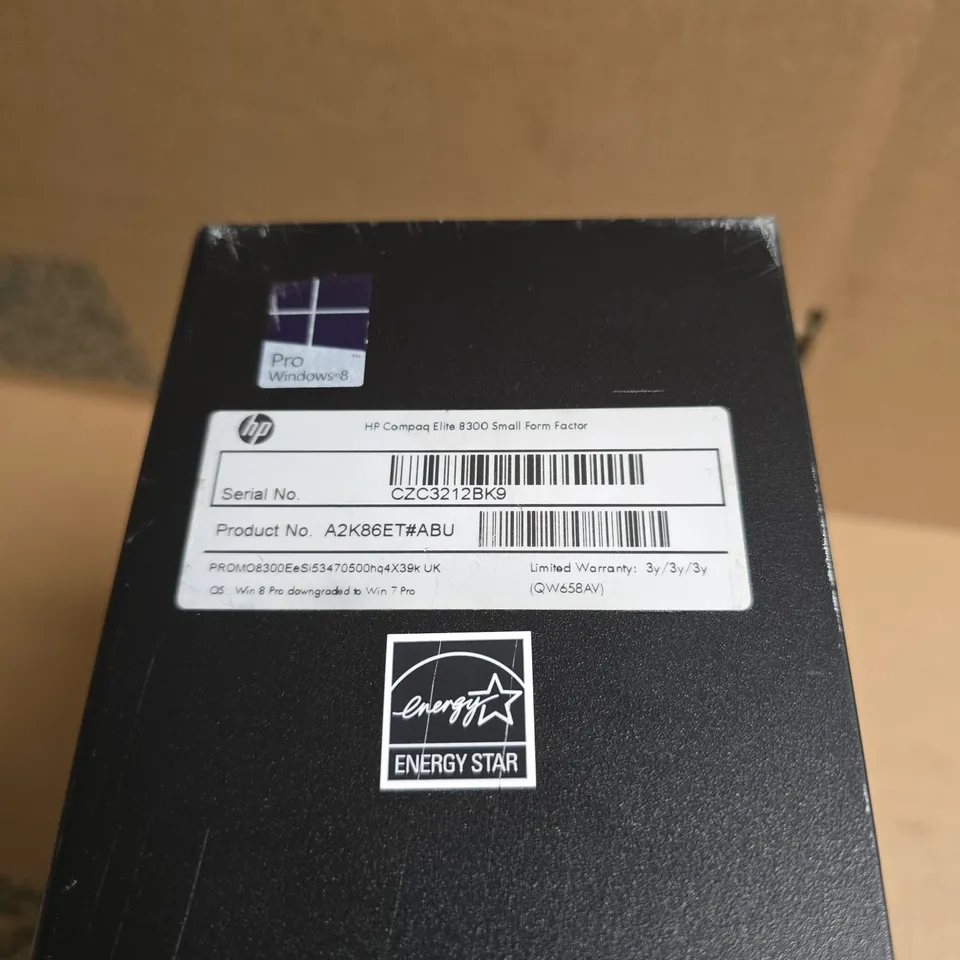 Pro
Windows 8
hp
HP Compaq Elite 8300 Small Form Factor
Serial No. CZC3212BK9
Product No. A2K86ET#ABU
PROMO8300EeSi53470500hq4X39k UK
Limited Warranty: 3y/3y/3y
OS: Win 8 Pro downgraded to Win 7 Pro
(QW658AV)
energy
ENERGY STAR